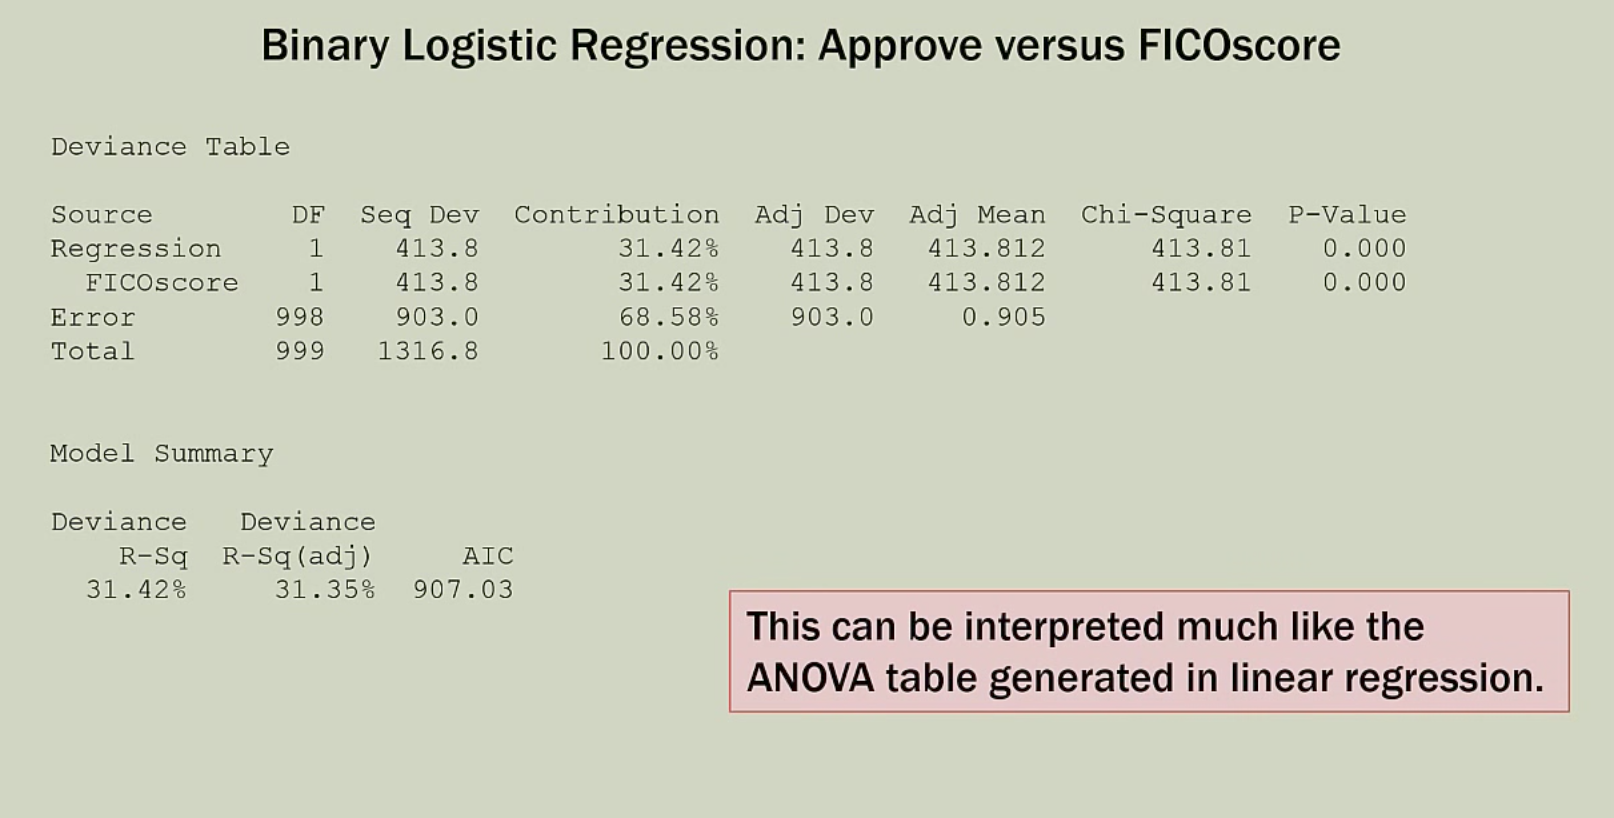 Binary Logistic Regression: Approve versus FICOscore
Deviance Table
Source DF Seq Dev Contribution Adj Dev Adj Mean Chi-Square P-Value
Regression 1 413.8 31.42% 413.8 413.812 413.81 0.000
FICOscore 1 413.8 31.42% 413.8 413.812 413.81 0.000
Error 998 903.0 68.58% 903.0 0.905
Total 999 1316.8 100.00%
Model Summary
Deviance Deviance
R-Sq R-Sq(adj) AIC
31.42% 31.35% 907.03
This can be interpreted much like the
ANOVA table generated in linear regression.